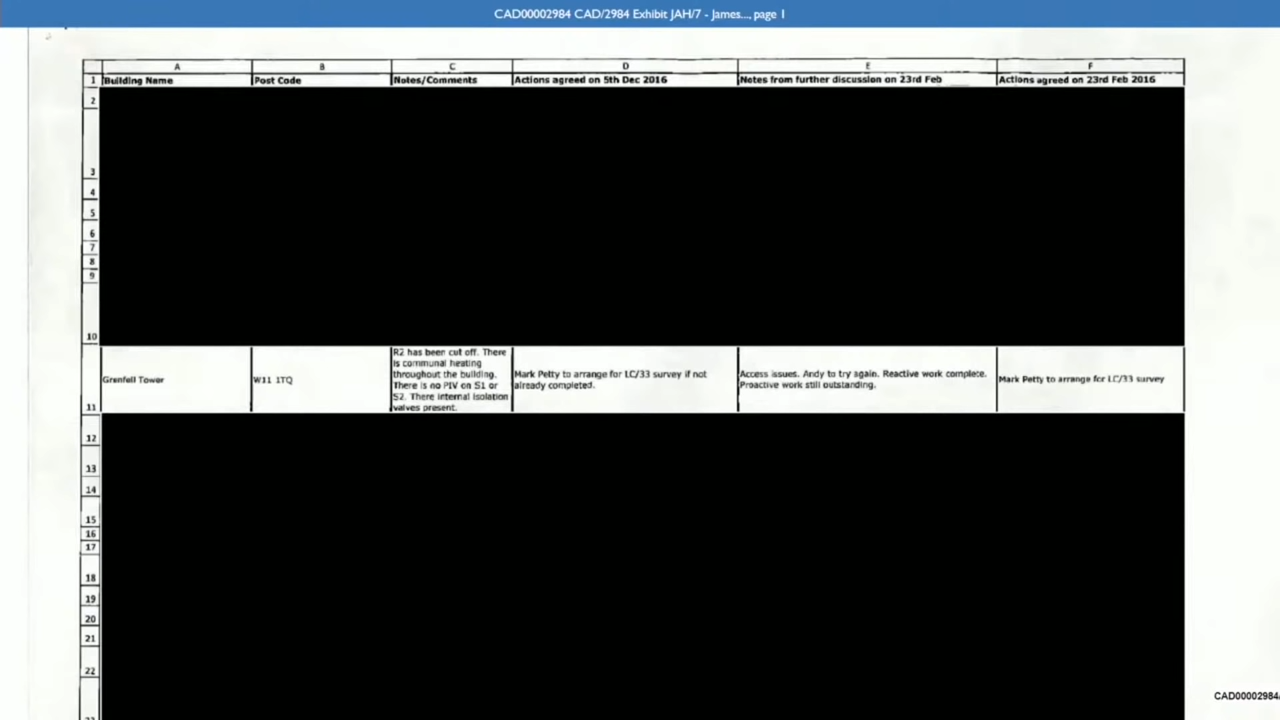 CAD00002984 CAD/2984 Exhibit JAH/7 - James..., page 1
A B C D E F
1 Building Name Post Code Notes/Comments Actions agreed on 5th Dec 2016 Notes from further discussion on 23rd Feb Actions agreed on 23rd Feb 2016
2
3
4
5
6
7
8
9
10
R2 has been cut off. There
is communal heating
throughout the building.
There is no PIV on S1 or
S2. There internal isolation
valves present.
Grenfell Tower
W11 1TQ
Mark Petty to arrange for LC/33 survey if not
already completed.
Access issues. Andy to try again. Reactive work complete.
Proactive work still outstanding.
Mark Petty to arrange for LC/33 survey
11
12
13
14
15
16
17
18
19
20
21
22
CAD00002984/